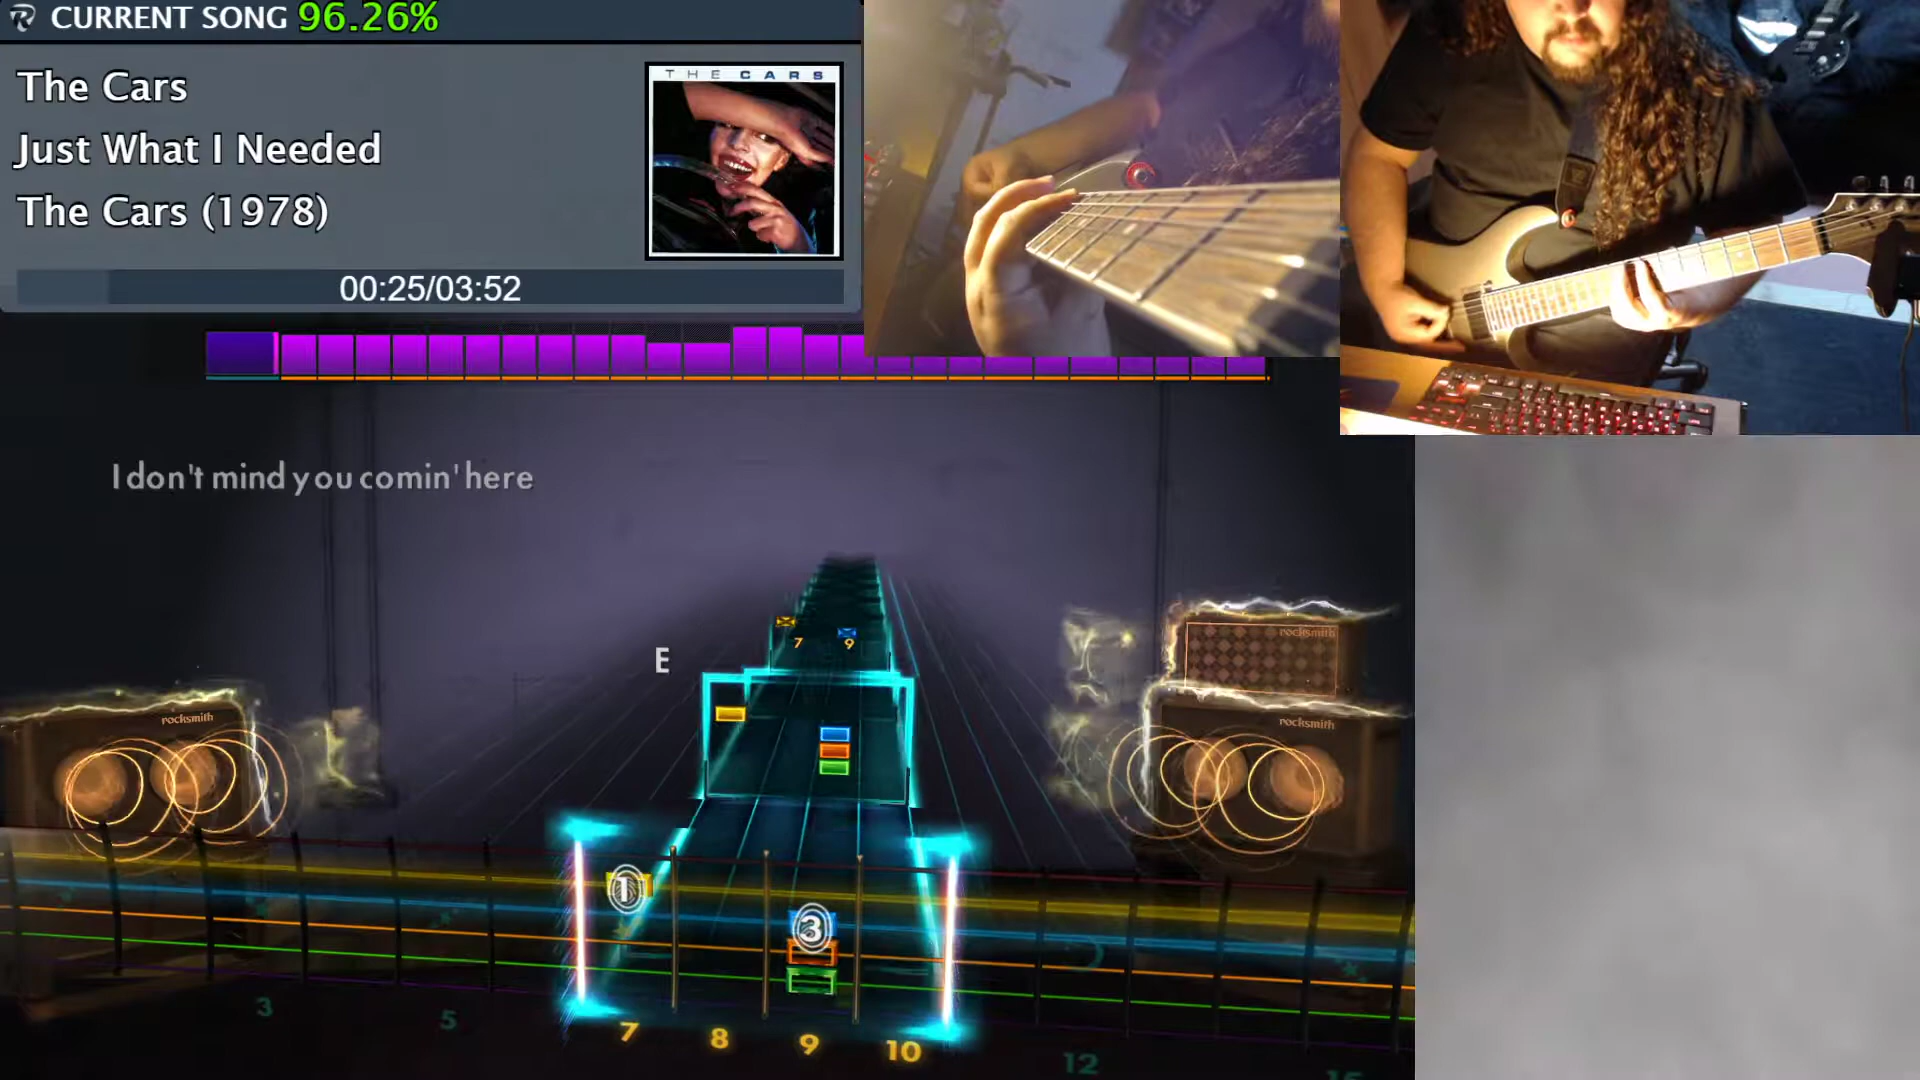 CURRENT SONG 96.26%
The Cars
Just What I Needed
The Cars (1978)
THE CARS
00:25/03:52
I don't mind you comin' here
rocksmith
7 9
E
rocksmith
rocksmith
1
3
3 5 7 8 9 10 12